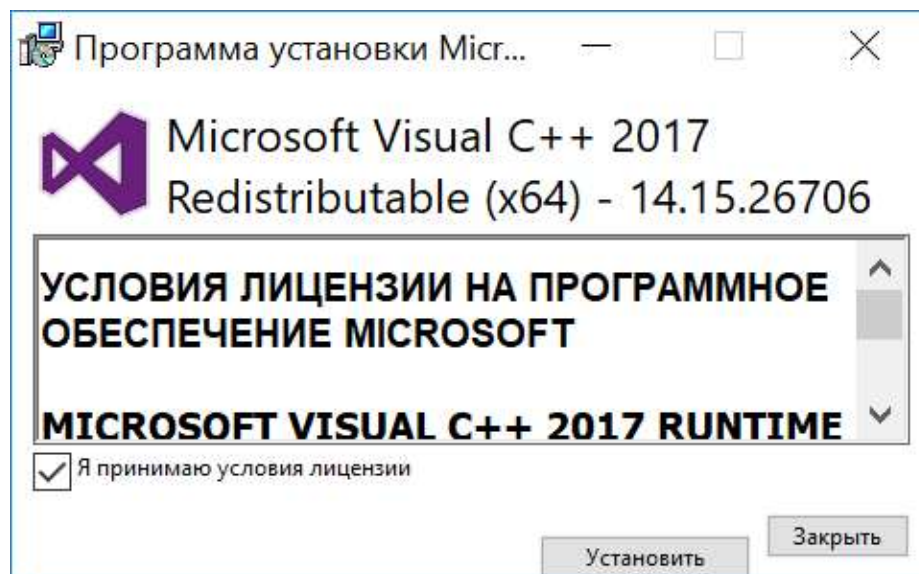 Программа установки Micr...
Microsoft Visual C++ 2017
Redistributable (x64) - 14.15.26706
УСЛОВИЯ ЛИЦЕНЗИИ НА ПРОГРАММНОЕ
ОБЕСПЕЧЕНИЕ MICROSOFT
MICROSOFT VISUAL C++ 2017 RUNTIME
Я принимаю условия лицензии
Установить
Закрыть